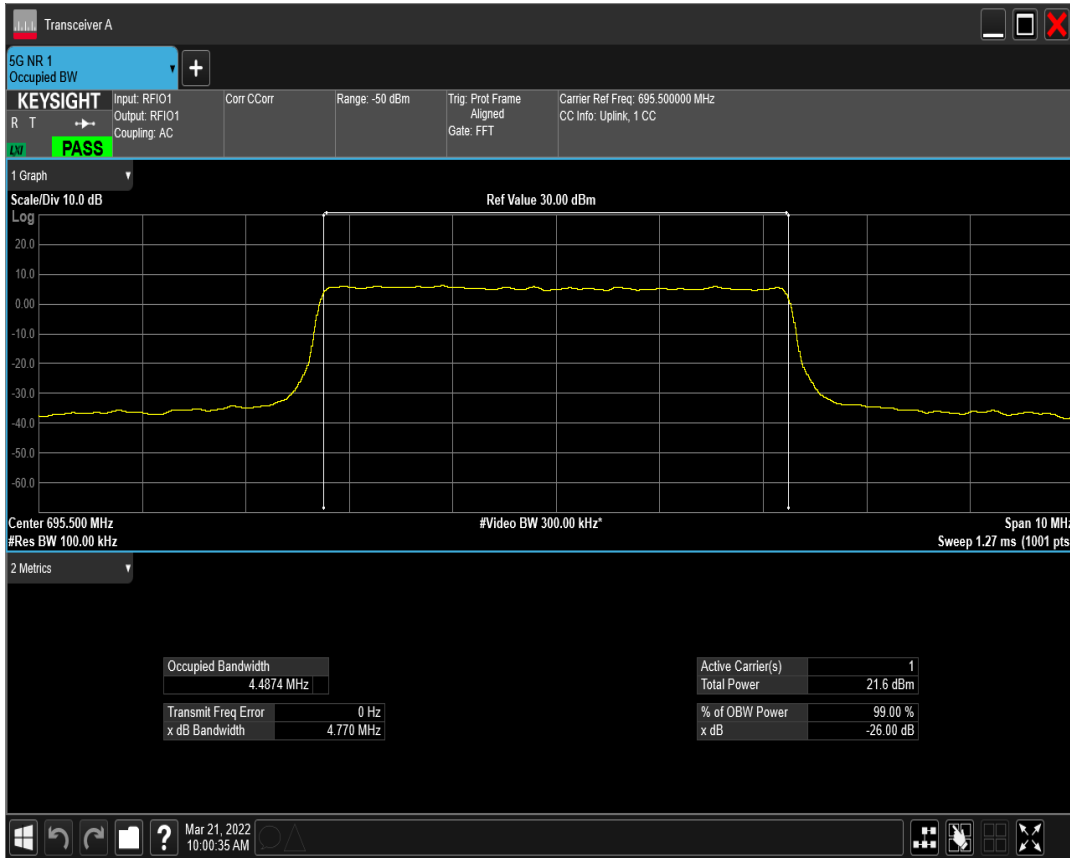 Transceiver A
5G NR 1
Occupied BW
+
KEYSIGHT
R T
LXI
PASS
Input: RFIO1
Output: RFIO1
Coupling: AC
Corr CCorr
Range: -50 dBm
Trig: Prot Frame
Aligned
Gate: FFT
Carrier Ref Freq: 695.500000 MHz
CC Info: Uplink, 1 CC
1 Graph
Scale/Div 10.0 dB
Ref Value 30.00 dBm
Log
20.0
10.0
0.00
-10.0
-20.0
-30.0
-40.0
-50.0
-60.0
Center 695.500 MHz
#Video BW 300.00 kHz*
Span 10 MHz
#Res BW 100.00 kHz
Sweep 1.27 ms (1001 pts
2 Metrics
Occupied Bandwidth
4.4874 MHz
Transmit Freq Error 0 Hz
x dB Bandwidth 4.770 MHz
Active Carrier(s) 1
Total Power 21.6 dBm
% of OBW Power 99.00 %
x dB -26.00 dB
?
Mar 21, 2022
10:00:35 AM